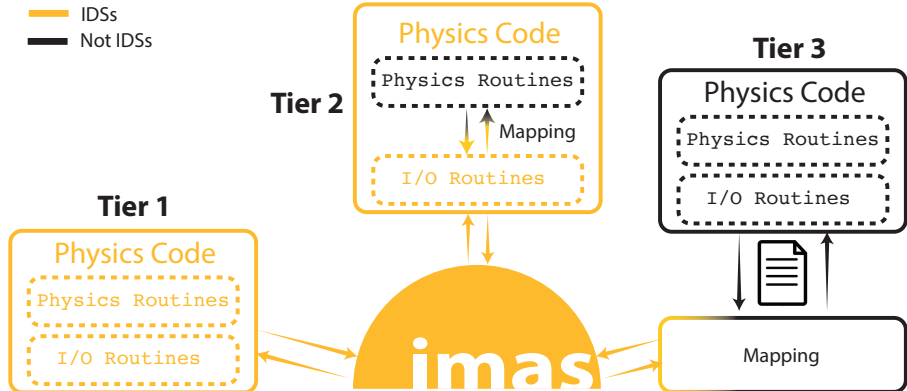 IDSs
Not IDSs
Tier 1
Physics Code
Physics Routines
I/O Routines
Tier 2
Physics Code
Physics Routines
Mapping
I/O Routines
Tier 3
Physics Code
Physics Routines
I/O Routines
Mapping
imas